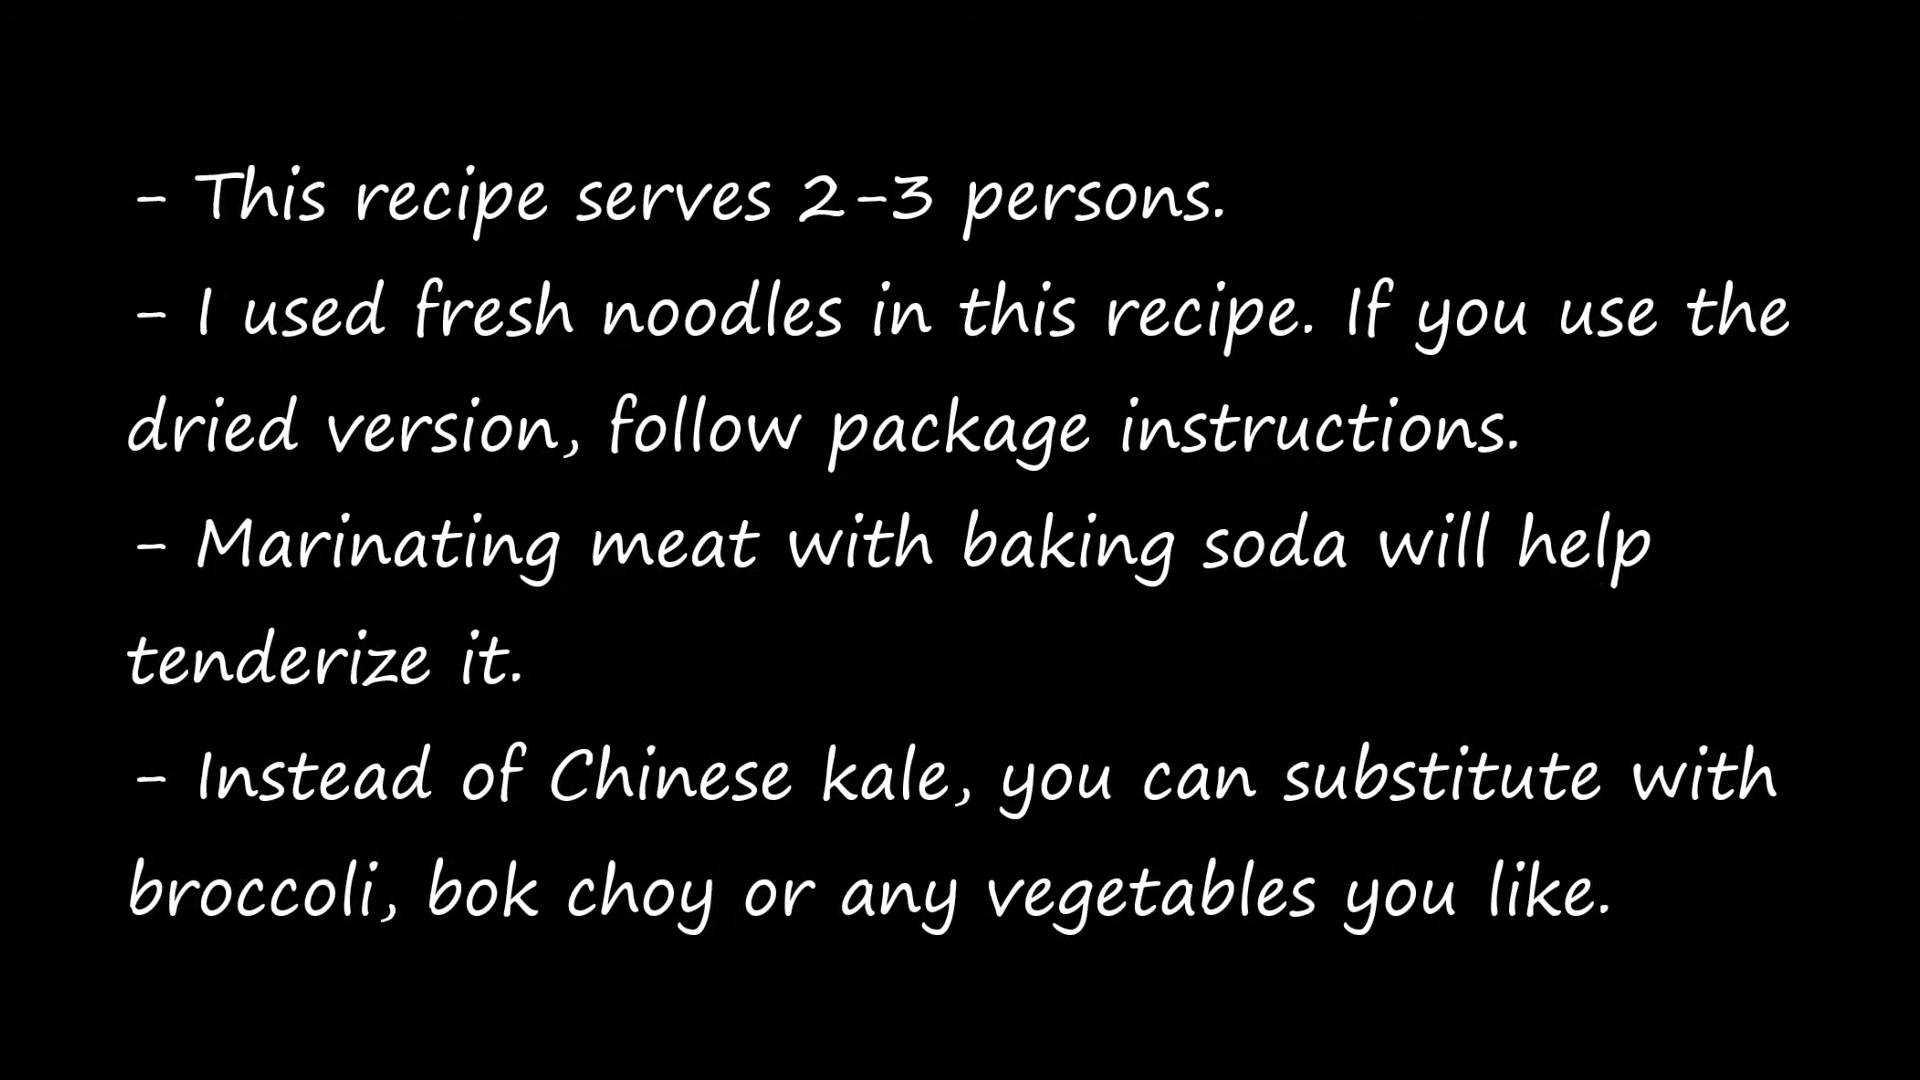 - This recipe serves 2-3 persons.
- I used fresh noodles in this recipe. If you use the
dried version, follow package instructions.
- Marinating meat with baking soda will help
tenderize it.
- Instead of Chinese kale, you can substitute with
broccoli, bok choy or any vegetables you like.